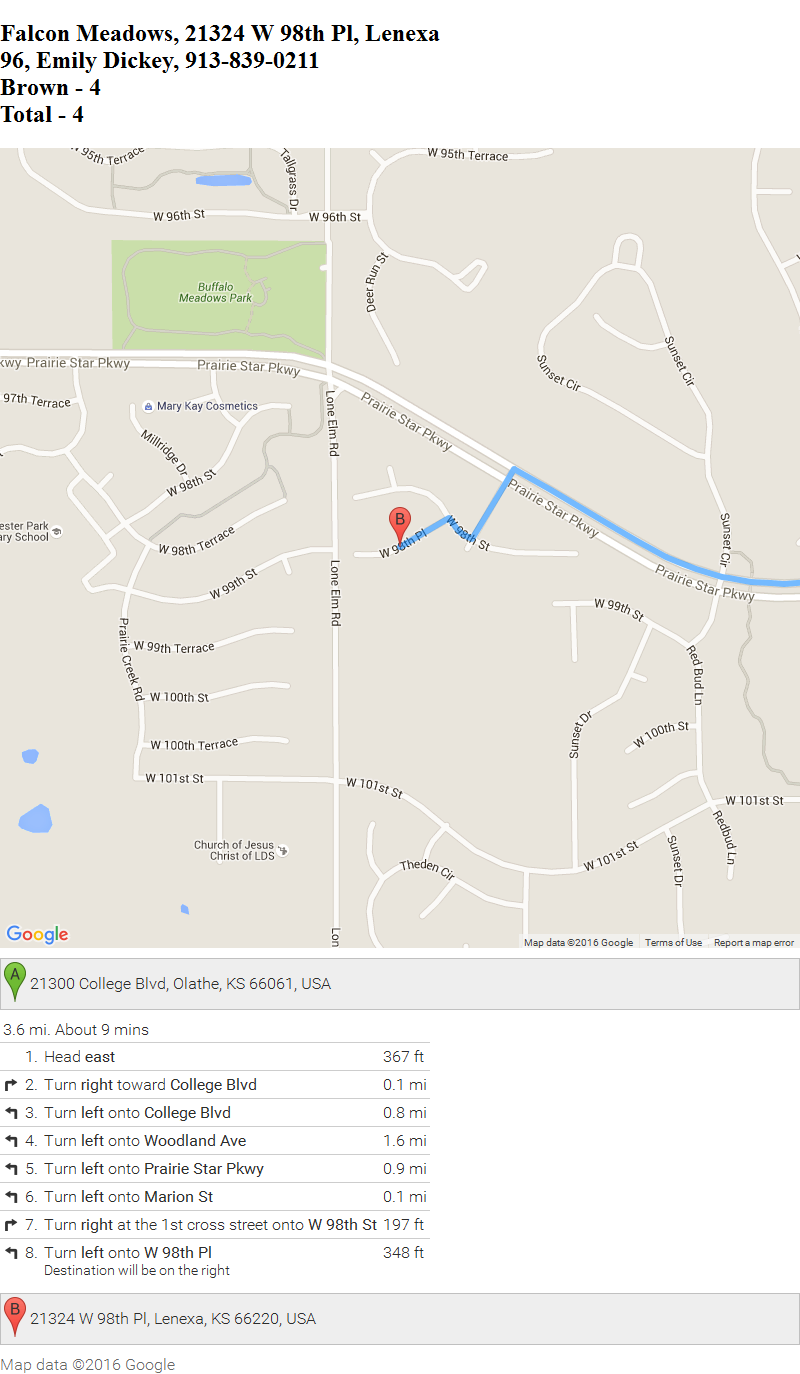 Falcon Meadows, 21324 W 98th Pl, Lenexa
96, Emily Dickey, 913-839-0211
Brown - 4
Total - 4
W 95th Terrace
Tallgrass Dr
W 95th Terrace
W 96th St
W 96th St
Deer Run St
Buffalo
Meadows Park
Sunset Cir
Sunset Cir
kwy
Prairie Star Pkwy
Prairie Star Pkwy
Prairie Star Pkwy
97th Terrace
Mary Kay Cosmetics
Lone Elm Rd
Millridge Dr
W 98th St
Prairie Star Pkwy
ester Park
ary School
B
W 98th Pl
W 98th St
Sunset Cir
W 98th Terrace
Lone Elm Rd
W 99th St
Prairie Star Pkwy
W 99th St
Prairie Creek Rd
W 99th Terrace
Red Bud Ln
W 100th St
Sunset Dr
W 100th St
W 100th Terrace
W 101st St
W 101st St
W 101st St
Redbud Ln
Church of Jesus
Christ of LDS
Theden Cir
W 101st St
Sunset Dr
Lon
Google
Map data ©2016 Google
Terms of Use
Report a map error
A
21300 College Blvd, Olathe, KS 66061, USA
3.6 mi. About 9 mins
1. Head east 367 ft
2. Turn right toward College Blvd 0.1 mi
3. Turn left onto College Blvd 0.8 mi
4. Turn left onto Woodland Ave 1.6 mi
5. Turn left onto Prairie Star Pkwy 0.9 mi
6. Turn left onto Marion St 0.1 mi
7. Turn right at the 1st cross street onto W 98th St 197 ft
8. Turn left onto W 98th Pl 348 ft
Destination will be on the right
B
21324 W 98th Pl, Lenexa, KS 66220, USA
Map data ©2016 Google